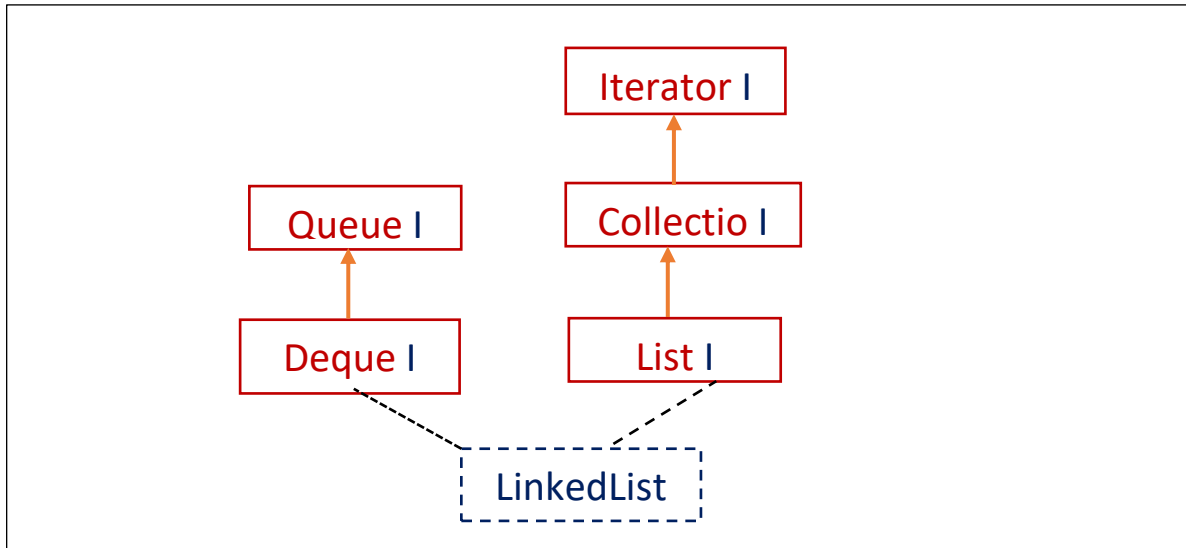 Iterator I
Queue I
Collectio I
Deque I
List I
LinkedList